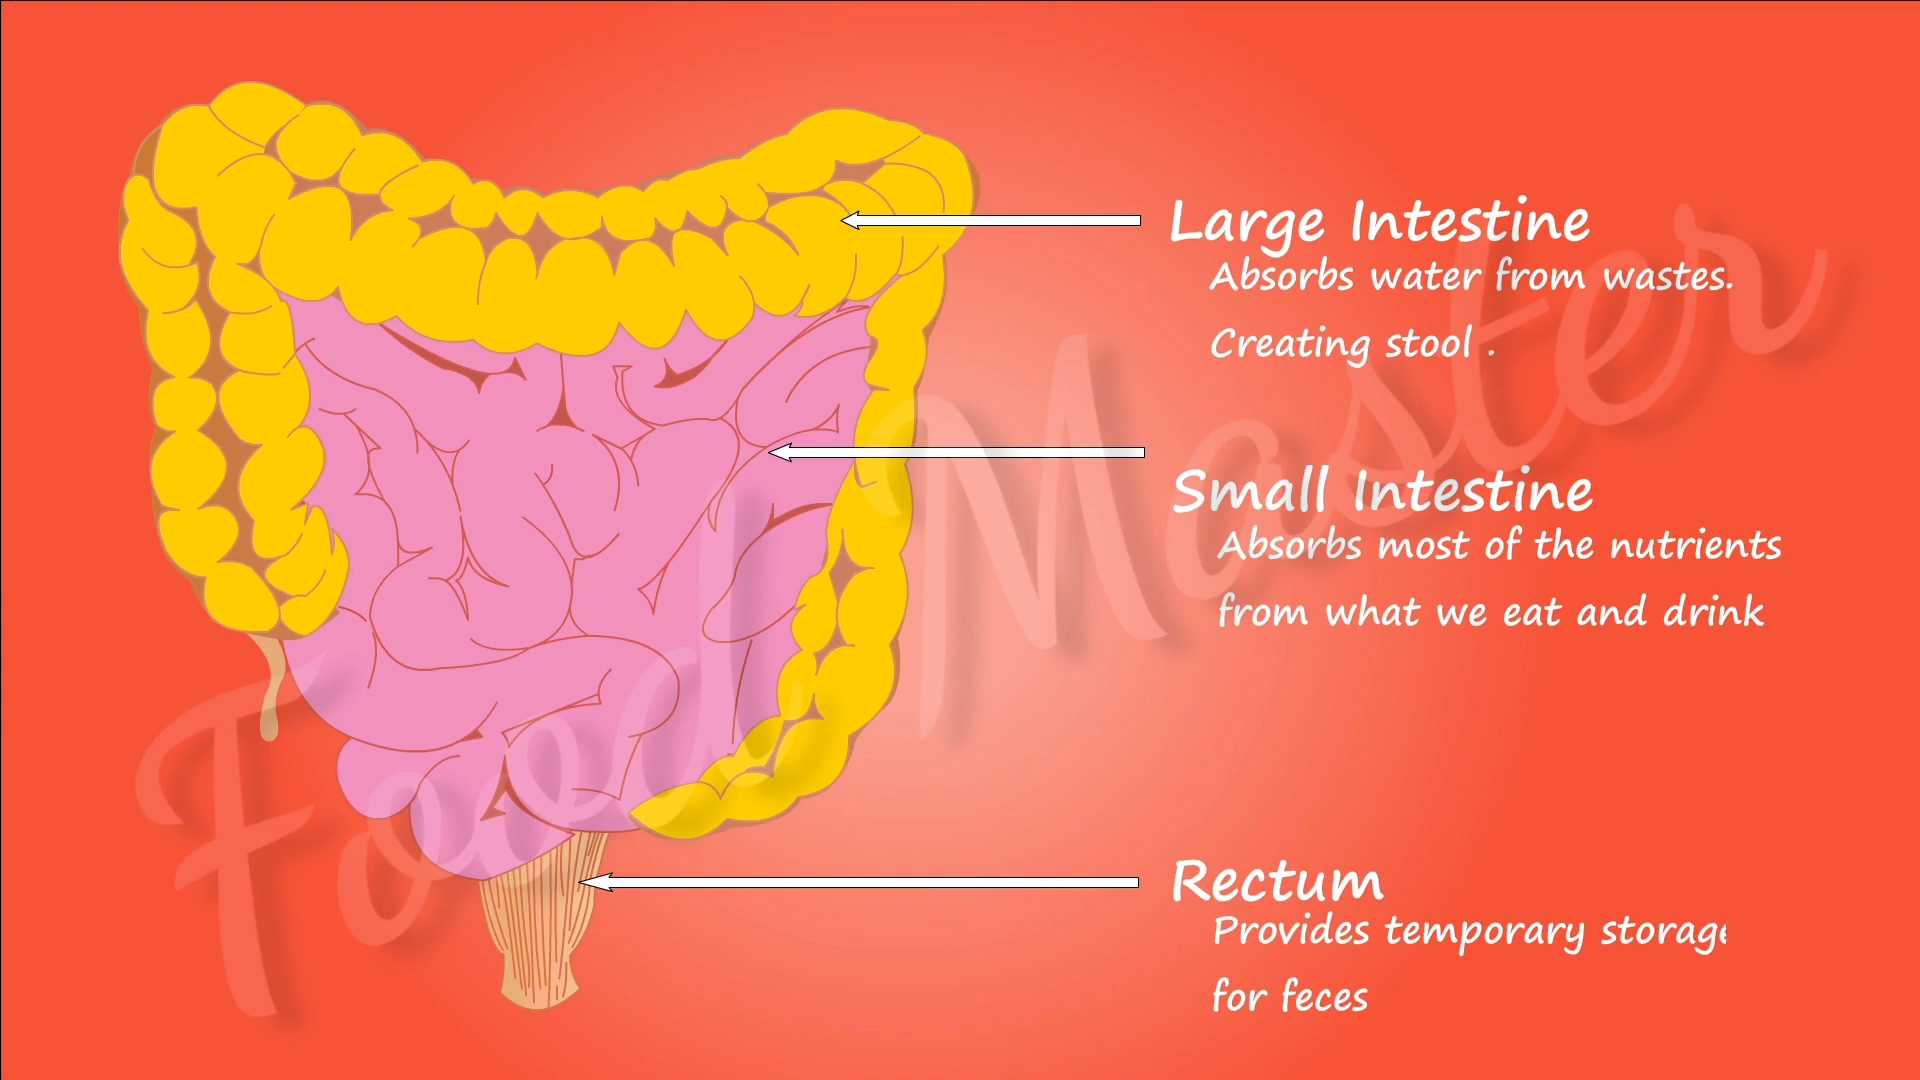 Large Intestine
Absorbs water from wastes.
Creating stool .
Small Intestine
Absorbs most of the nutrients
from what we eat and drink
Rectum
Provides temporary storage
for feces
Food Master